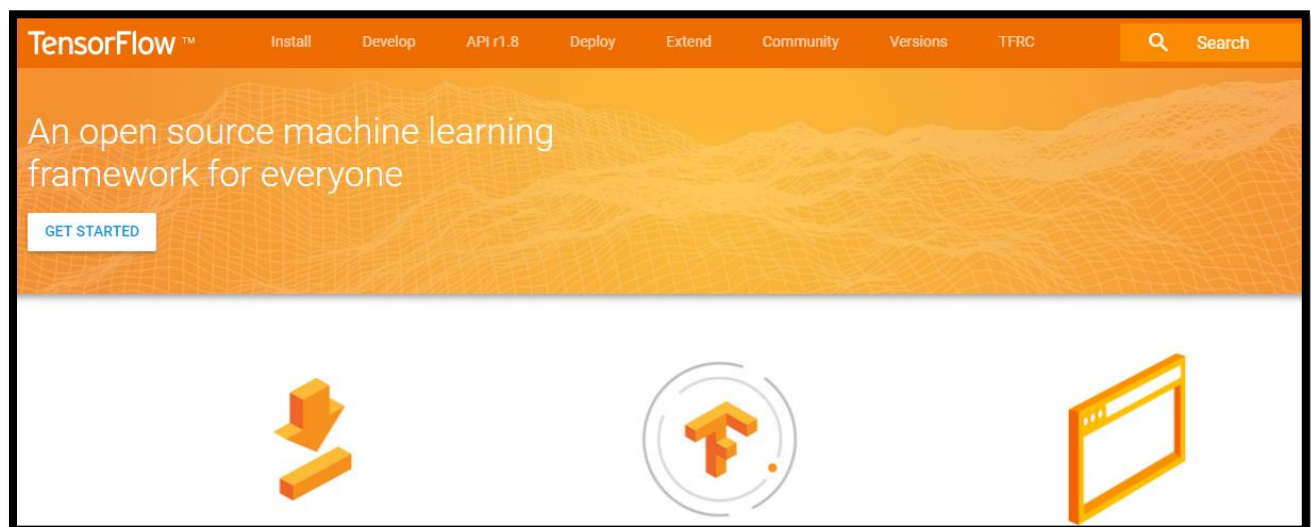 TensorFlow ™ Install Develop API r1.8 Deploy Extend Community Versions TFRC Search
An open source machine learning
framework for everyone
GET STARTED